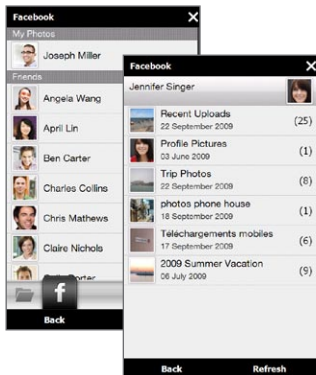 Facebook
My Photos
Joseph Miller
Friends
Angela Wang
April Lin
Ben Carter
Charles Collins
Chris Mathews
Claire Nichols
f
Back
Facebook
Jennifer Singer
Recent Uploads
22 September 2009
(25)
Profile Pictures
03 June 2009
(1)
Trip Photos
22 September 2009
(8)
photos phone house
18 September 2009
(1)
Téléchargements mobiles
17 September 2009
(6)
2009 Summer Vacation
06 July 2009
(9)
Back
Refresh